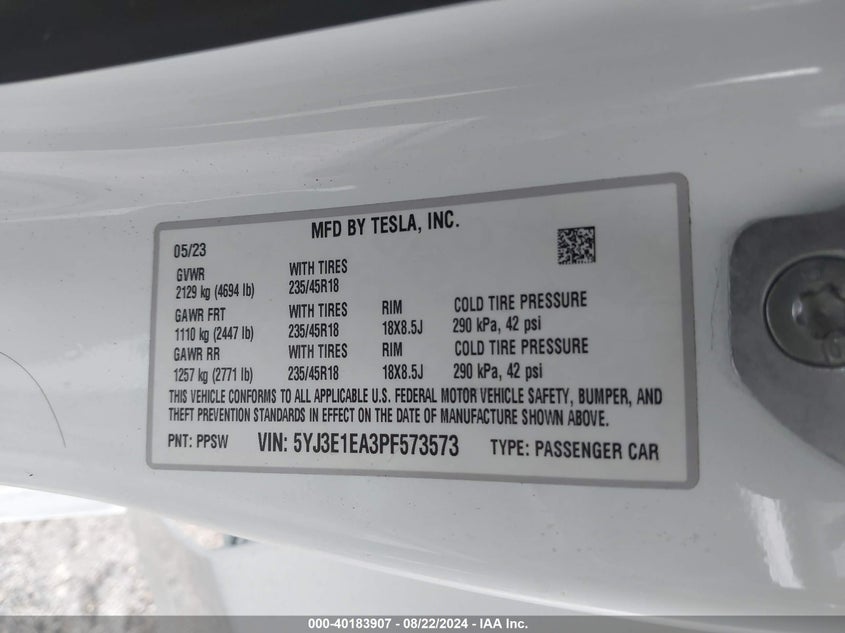 MFD BY TESLA, INC.
05/23
GVWR WITH TIRES
2129 kg (4694 lb) 235/45R18
GAWR FRT WITH TIRES RIM COLD TIRE PRESSURE
1110 kg (2447 lb) 235/45R18 18X8.5J 290 kPa, 42 psi
GAWR RR WITH TIRES RIM COLD TIRE PRESSURE
1257 kg (2771 lb) 235/45R18 18X8.5J 290 kPa, 42 psi
THIS VEHICLE CONFORMS TO ALL APPLICABLE U.S. FEDERAL MOTOR VEHICLE SAFETY, BUMPER, AND
THEFT PREVENTION STANDARDS IN EFFECT ON THE DATE OF MANUFACTURE SHOWN ABOVE.
PNT: PPSW VIN: 5YJ3E1EA3PF573573 TYPE: PASSENGER CAR
000-40183907 - 08/22/2024 - IAA Inc.